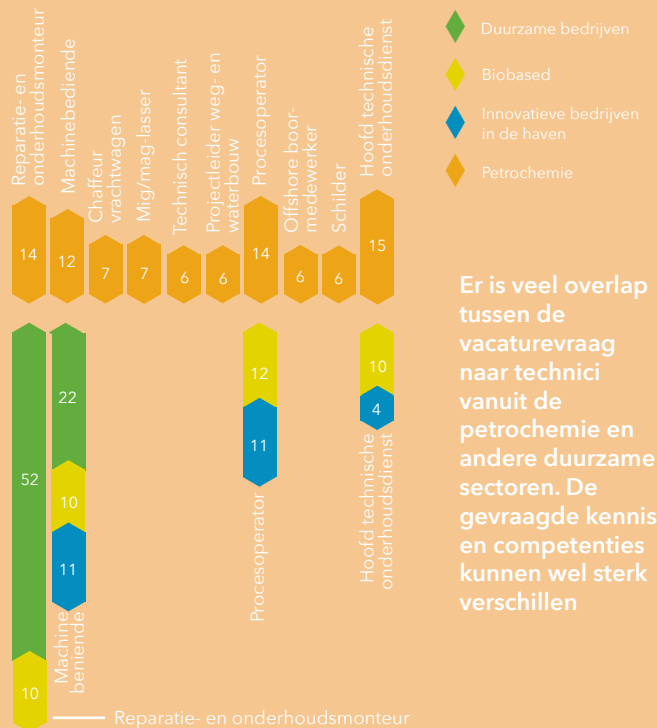 Duurzame bedrijven
Biobased
Innovatieve bedrijven
in de haven
Petrochemie
Reparatie- en
onderhoudsmonteur
Machinebediende
Chaffeur
vrachtwagen
Mig/mag-lasser
Technisch consultant
Projectleider weg- en
waterbouw
Procesoperator
Offshore boor-
medewerker
Schilder
Hoofd technische
onderhoudsdienst
14
12
7
7
6
6
14
6
6
15
52
10
22
10
11
12
11
10
4
Machine
beniende
Procesoperator
Hoofd technische
onderhoudsdienst
Reparatie- en onderhoudsmonteur
Er is veel overlap
tussen de
vacaturevraag
naar technici
vanuit de
petrochemie en
andere duurzame
sectoren. De
gevraagde kennis
en competenties
kunnen wel sterk
verschillen